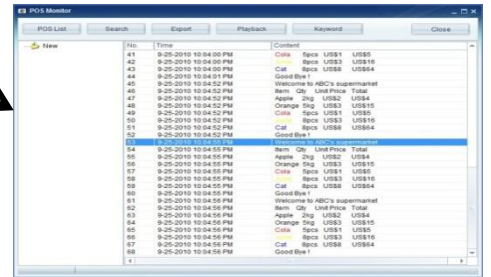 POS Monitor
POS List Search Export Playback Keyword Close
New
No. Time Content
41 9-25-2010 10:04:00 PM Cola 5pcs US$1 US$5
42 9-25-2010 10:04:00 PM 8pcs US$3 US$16
43 9-25-2010 10:04:00 PM Cat 8pcs US$8 US$64
44 9-25-2010 10:04:01 PM Good Bye !
45 9-25-2010 10:04:52 PM Welcome to ABC's supermarket
46 9-25-2010 10:04:52 PM Item Qty Unit Price Total
47 9-25-2010 10:04:52 PM Apple 2kg US$2 US$4
48 9-25-2010 10:04:52 PM Orange 5kg US$3 US$15
49 9-25-2010 10:04:52 PM Cola 5pcs US$1 US$5
50 9-25-2010 10:04:52 PM 8pcs US$3 US$16
51 9-25-2010 10:04:52 PM Cat 8pcs US$8 US$64
52 9-25-2010 10:04:52 PM Good Bye !
53 9-25-2010 10:04:55 PM Welcome to ABC's supermarket
54 9-25-2010 10:04:55 PM Item Qty Unit Price Total
55 9-25-2010 10:04:55 PM Apple 2kg US$2 US$4
56 9-25-2010 10:04:55 PM Orange 5kg US$3 US$15
57 9-25-2010 10:04:55 PM Cola 5pcs US$1 US$5
58 9-25-2010 10:04:55 PM 8pcs US$3 US$16
59 9-25-2010 10:04:55 PM Cat 8pcs US$8 US$64
60 9-25-2010 10:04:55 PM Good Bye !
61 9-25-2010 10:04:56 PM Welcome to ABC's supermarket
62 9-25-2010 10:04:56 PM Item Qty Unit Price Total
63 9-25-2010 10:04:56 PM Apple 2kg US$2 US$4
64 9-25-2010 10:04:56 PM Orange 5kg US$3 US$15
65 9-25-2010 10:04:56 PM Cola 5pcs US$1 US$5
66 9-25-2010 10:04:56 PM 8pcs US$3 US$16
67 9-25-2010 10:04:56 PM Cat 8pcs US$8 US$64
68 9-25-2010 10:04:56 PM Good Bye !